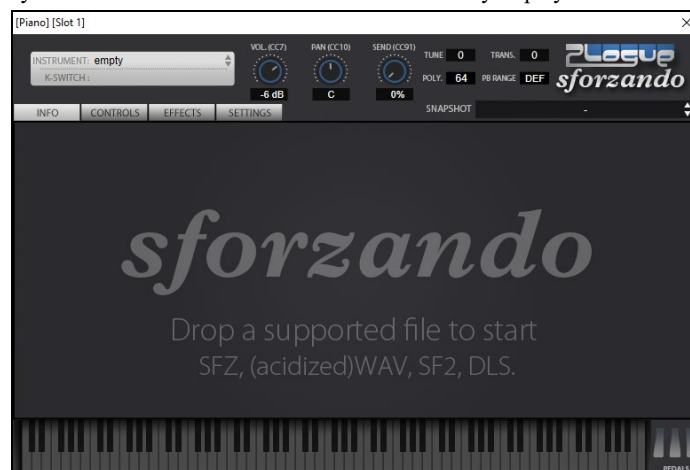 [Piano] [Slot 1]
VOL. (CC7) PAN (CC10) SEND (CC91)
INSTRUMENT: empty
TUNE 0 TRANS. 0
Plogue
K-SWITCH :
POLY. 64 PB RANGE DEF
sforzando
-6 dB C 0%
INFO CONTROLS EFFECTS SETTINGS
SNAPSHOT -
sforzando
Drop a supported file to start
SFZ, (acidized)WAV, SF2, DLS.
PEDALS